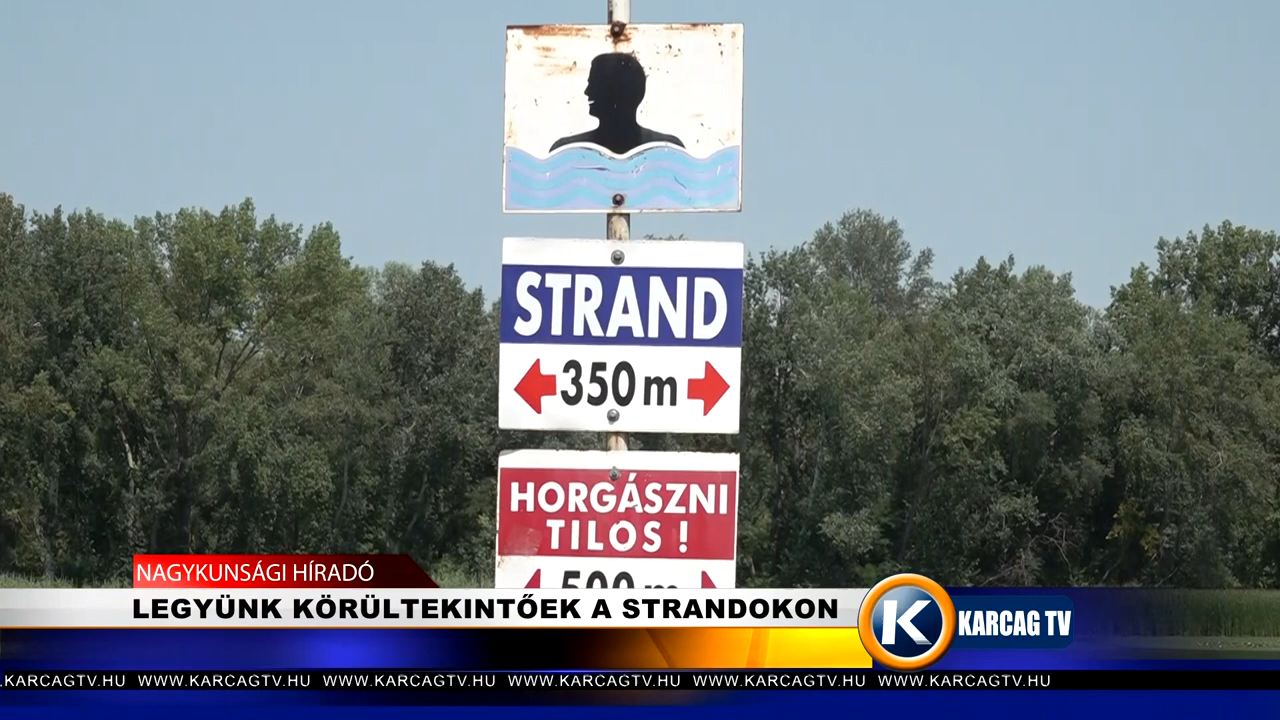 STRAND
350 m
HORGÁSZNI
TILOS !
500 m
NAGYKUNSÁGI HÍRADÓ
LEGYÜNK KÖRÜLTEKINTŐEK A STRANDOKON
K KARCAG TV
.KARCAGTV.HU WWW.KARCAGTV.HU WWW.KARCAGTV.HU WWW.KARCAGTV.HU WWW.KARCAGTV.HU WWW.KARCAGTV.HU